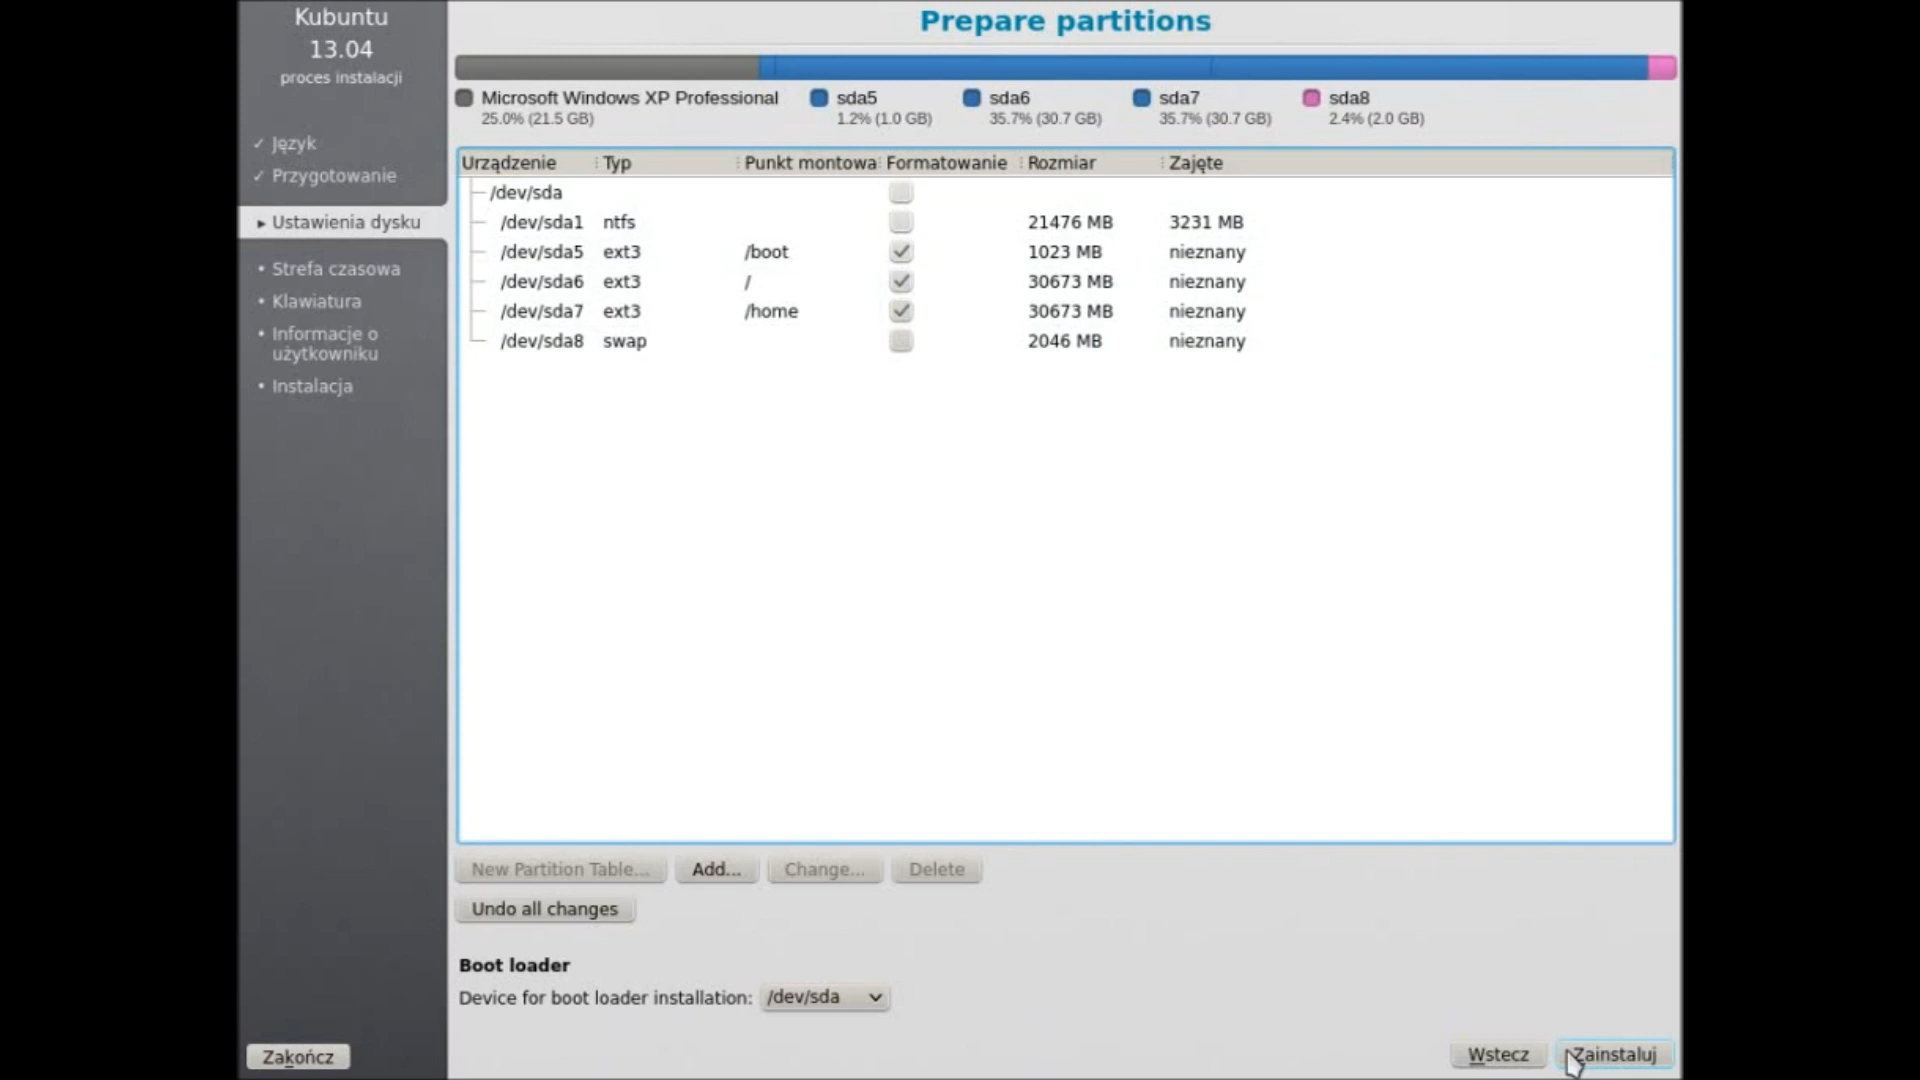 Kubuntu
13.04
proces instalacji
✓ Język
✓ Przygotowanie
▸ Ustawienia dysku
• Strefa czasowa
• Klawiatura
• Informacje o
użytkowniku
• Instalacja
Zakończ
Prepare partitions
Microsoft Windows XP Professional sda5 sda6 sda7 sda8
25.0% (21.5 GB) 1.2% (1.0 GB) 35.7% (30.7 GB) 35.7% (30.7 GB) 2.4% (2.0 GB)
Urządzenie Typ Punkt montowa Formatowanie Rozmiar Zajęte
/dev/sda
/dev/sda1 ntfs 21476 MB 3231 MB
/dev/sda5 ext3 /boot 1023 MB nieznany
/dev/sda6 ext3 / 30673 MB nieznany
/dev/sda7 ext3 /home 30673 MB nieznany
/dev/sda8 swap 2046 MB nieznany
New Partition Table... Add... Change... Delete
Undo all changes
Boot loader
Device for boot loader installation: /dev/sda
Wstecz Zainstaluj